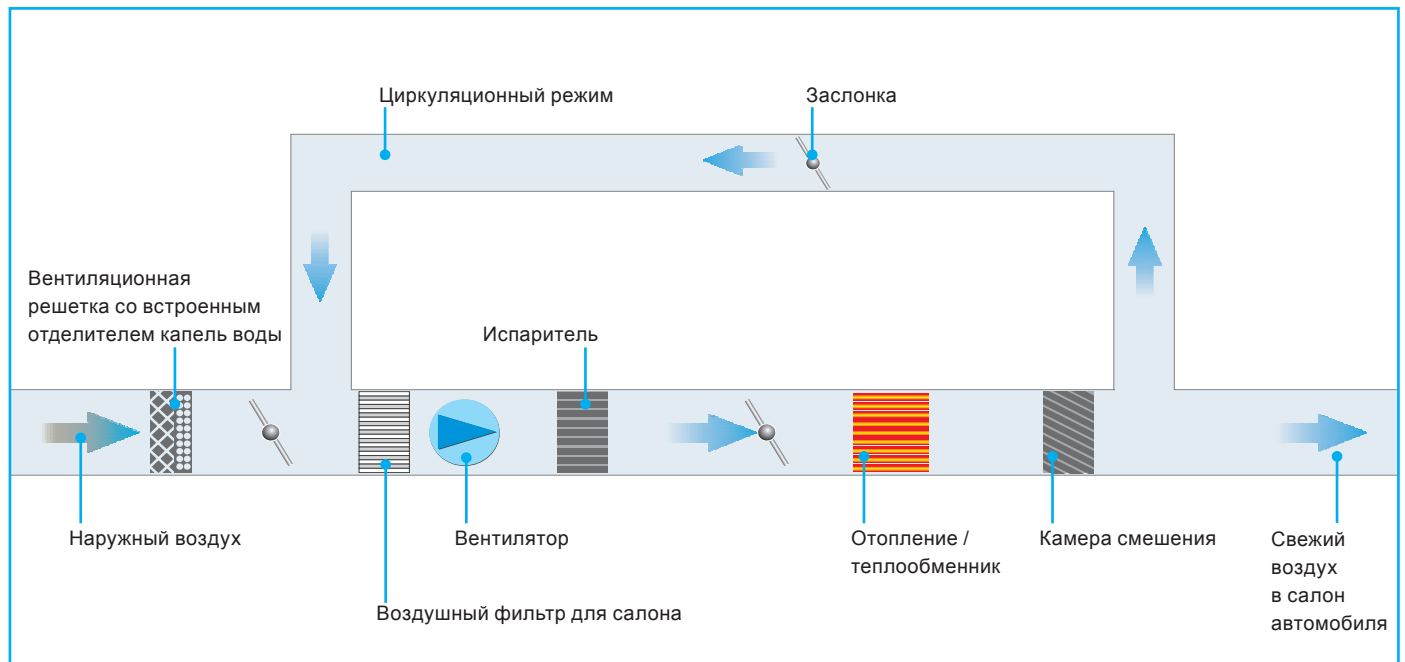 Циркуляционный режим
Заслонка
Вентиляционная
решетка со встроенным
отделителем капель воды
Испаритель
Наружный воздух
Вентилятор
Отопление /
теплообменник
Камера смешения
Свежий
воздух
в салон
автомобиля
Воздушный фильтр для салона